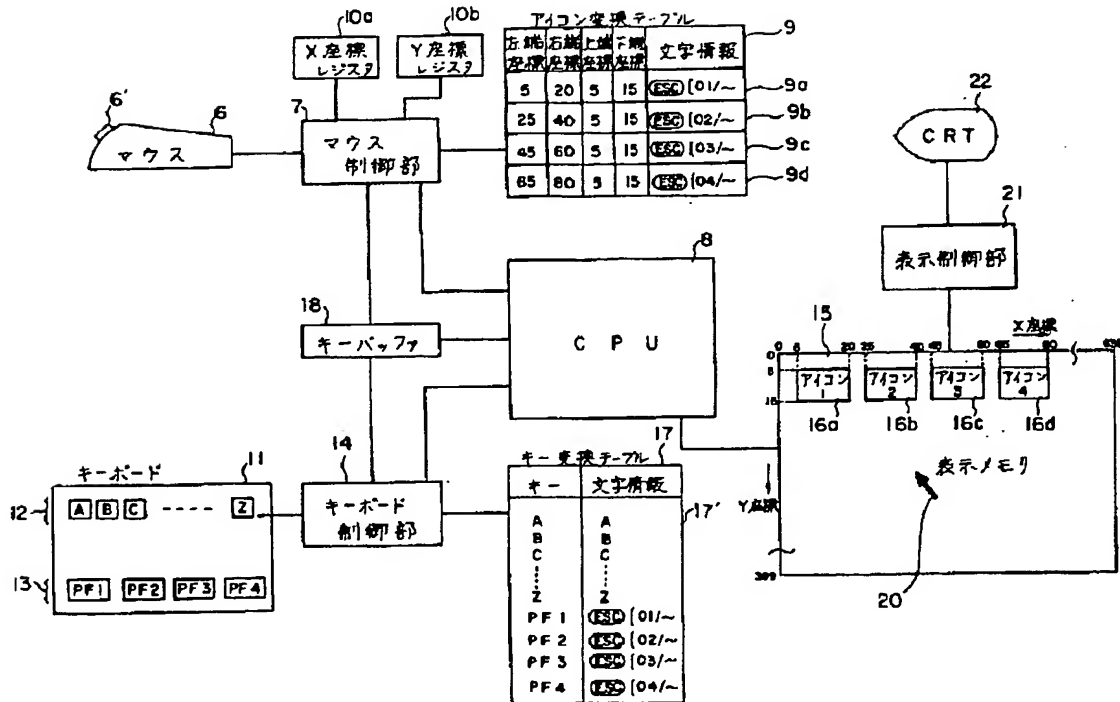 10a
10b
X座標
レジスタ
Y座標
レジスタ
アイコン変換テーブル
左端 右端 上端 下端 文字情報
座標 座標 座標 座標
5 20 5 15 ESC [01/~
25 40 5 15 ESC [02/~
45 60 5 15 ESC [03/~
65 80 5 15 ESC [04/~
9
9a
9b
9c
9d
6'
6
マウス
7
マウス
制御部
22
CRT
21
表示制御部
8
CPU
18
キーバッファ
15
X座標
0 5 20 25 40 45 60 65 80 639
0
5
15
アイコン
1
アイコン
2
アイコン
3
アイコン
4
16a
16b
16c
16d
表示メモリ
Y座標
399
20
キーボード
11
12
A B C ---- Z
13
PF1 PF2 PF3 PF4
14
キーボード
制御部
キー変換テーブル
17
17'
キー 文字情報
A A
B B
C C
Z Z
PF1 ESC [01/~
PF2 ESC [02/~
PF3 ESC [03/~
PF4 ESC [04/~